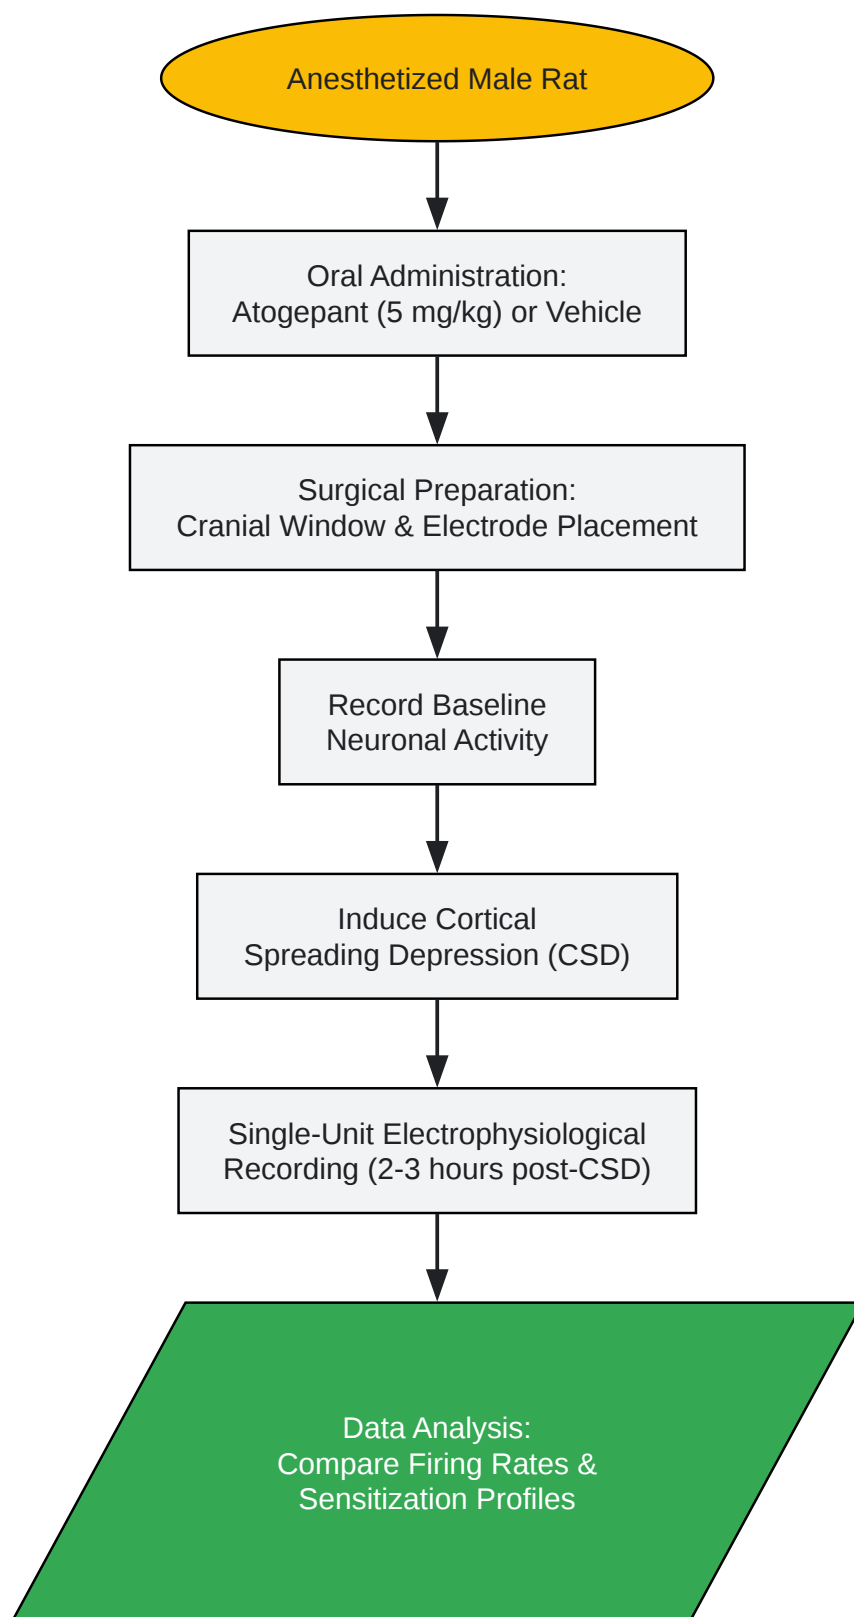 Anesthetized Male Rat
Oral Administration:
Atogepant (5 mg/kg) or Vehicle
Surgical Preparation:
Cranial Window & Electrode Placement
Record Baseline
Neuronal Activity
Induce Cortical
Spreading Depression (CSD)
Single-Unit Electrophysiological
Recording (2-3 hours post-CSD)
Data Analysis:
Compare Firing Rates &
Sensitization Profiles